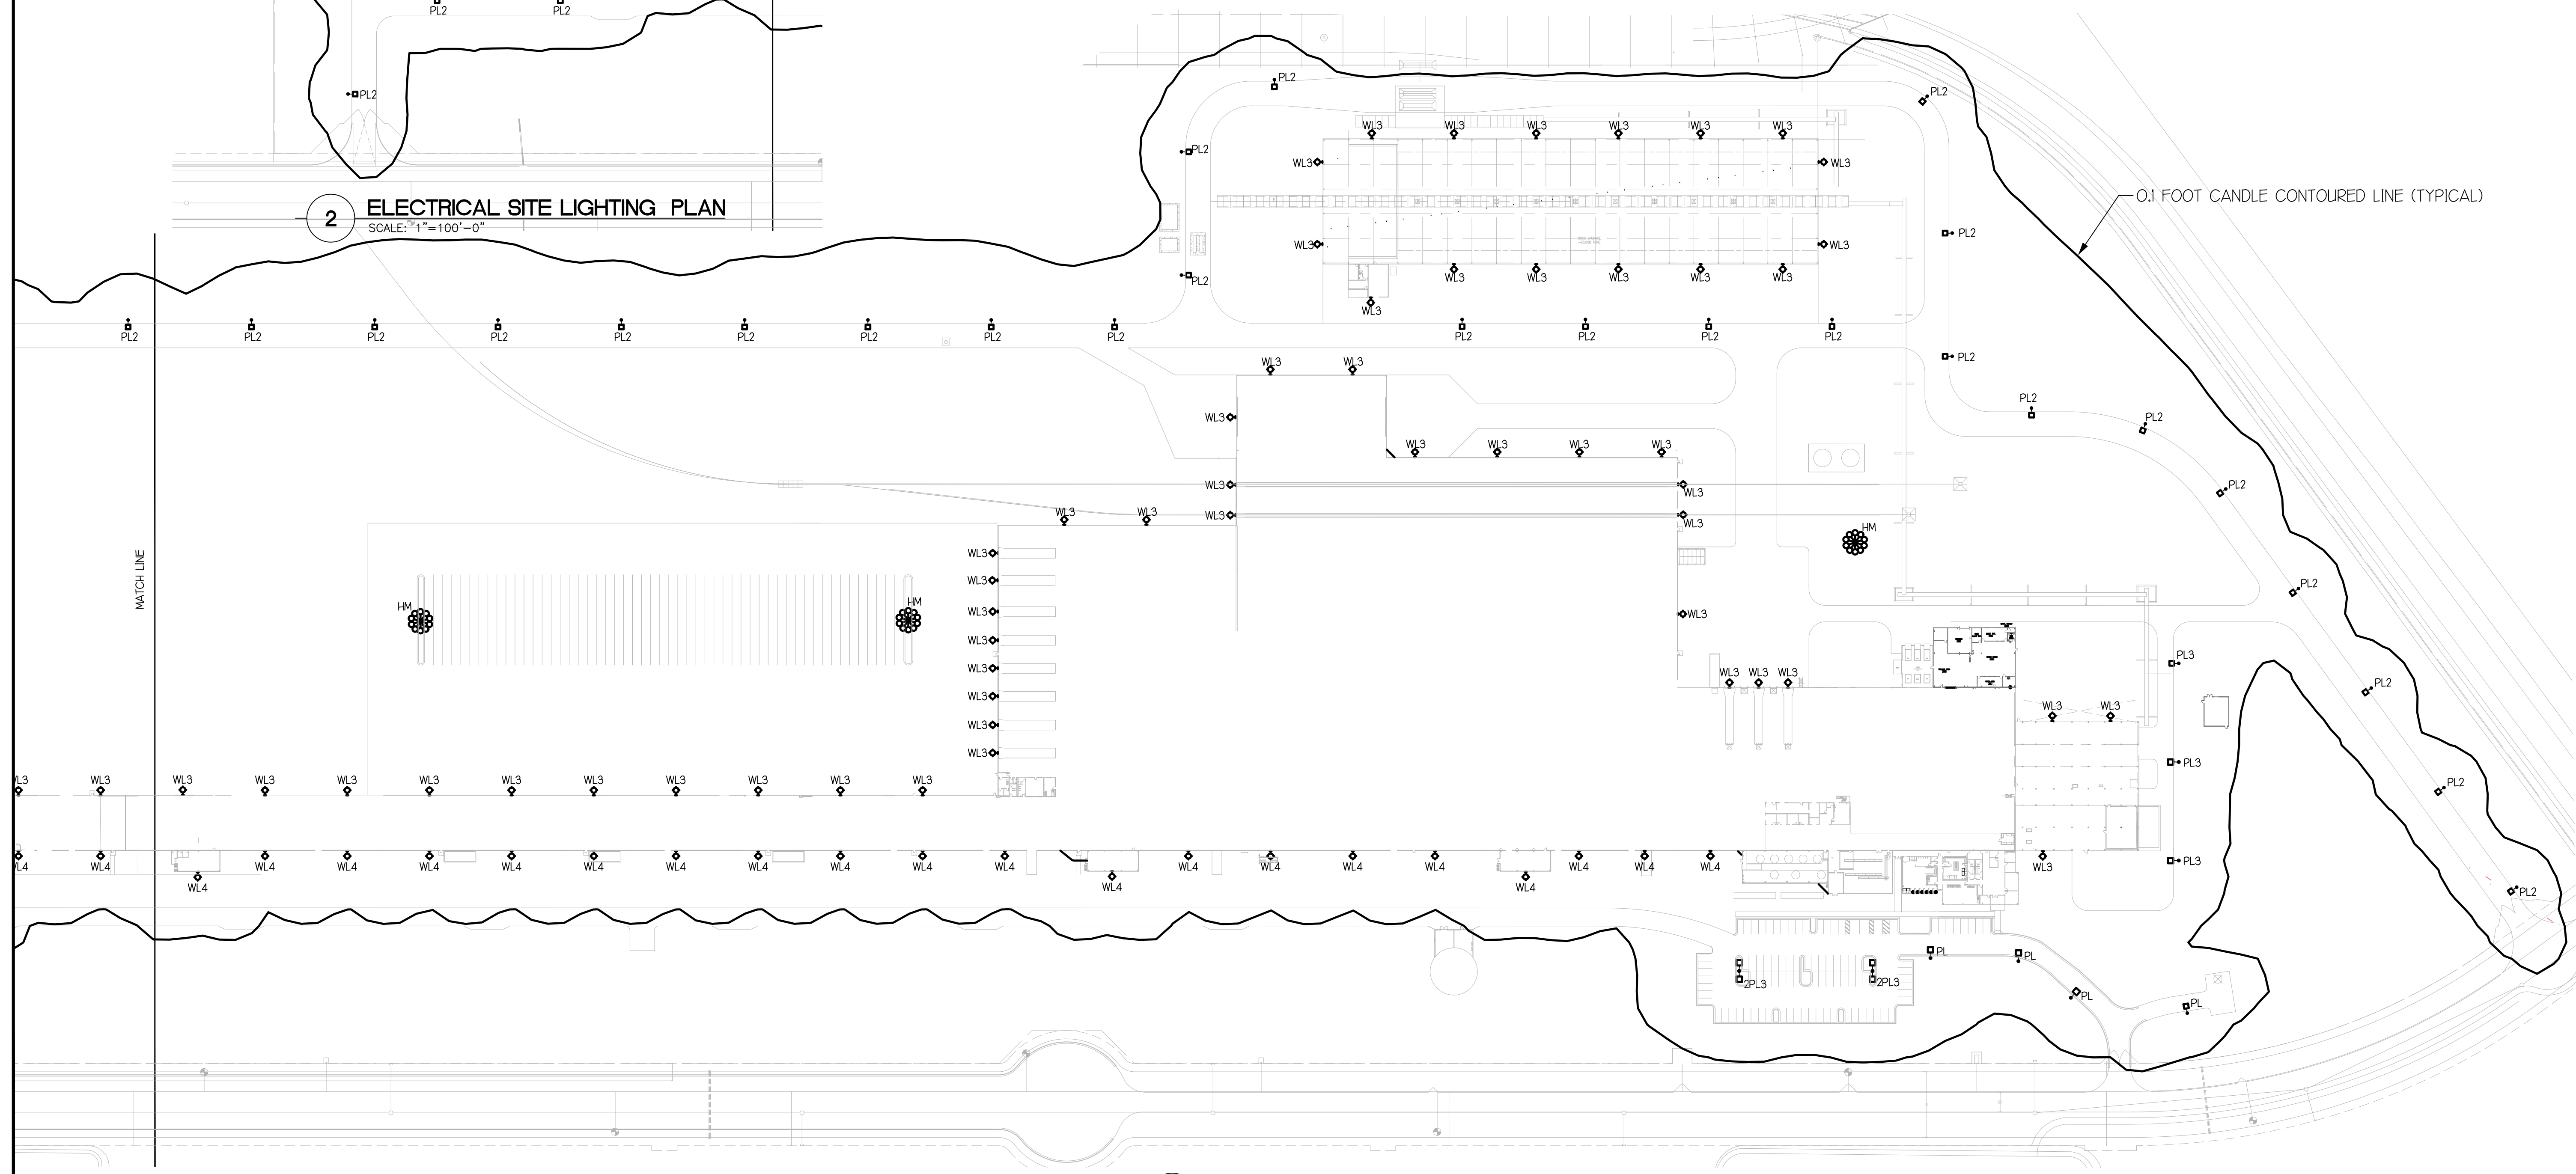 PL2 PL2
PL2
2 ELECTRICAL SITE LIGHTING PLAN
SCALE: 1"=100'-0"
PL2 PL2
WL3 WL3 WL3 WL3 WL3 WL3
PL2
WL3 WL3
0.1 FOOT CANDLE CONTOURED LINE (TYPICAL)
PL2
WL3 WL3
PL2
WL3 WL3 WL3 WL3 WL3
WL3
PL2 PL2 PL2 PL2 PL2 PL2 PL2 PL2 PL2 PL2 PL2 PL2 PL2
PL2
WL3 WL3
PL2
WL3
PL2
WL3 WL3 WL3 WL3
WL3
WL3
PL2
WL3 WL3
WL3
WL3
HM
WL3
MATCH LINE
WL3
PL2
HM HM
WL3
WL3
WL3
PL3
WL3
WL3 WL3 WL3
PL2
WL3
WL3 WL3
WL3
WL3
PL3
WL3 WL3 WL3 WL3 WL3 WL3 WL3 WL3 WL3 WL3 WL3
PL2
PL3
WL4 WL4 WL4 WL4 WL4 WL4 WL4 WL4 WL4 WL4 WL4 WL4 WL4 WL4 WL4 WL4 WL4 WL3
WL4 WL4 WL4
PL2
PL PL
2PL3 2PL3
PL
PL